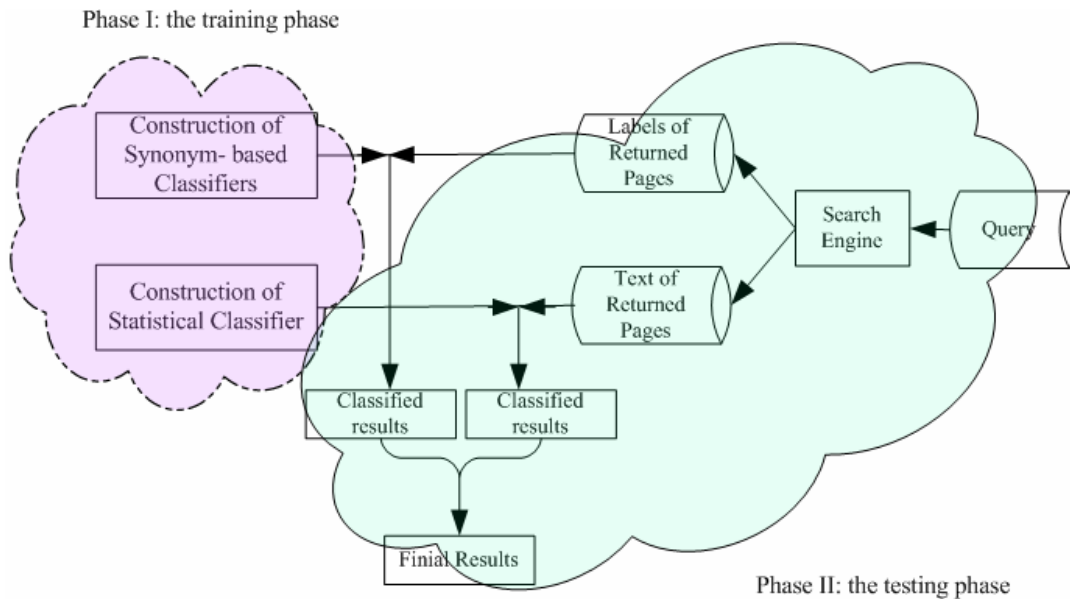 Phase I: the training phase
Construction of
Synonym- based
Classifiers
Labels of
Returned
Pages
Search
Engine
Query
Construction of
Statistical Classifier
Text of
Returned
Pages
Classified
results
Classified
results
Finial Results
Phase II: the testing phase